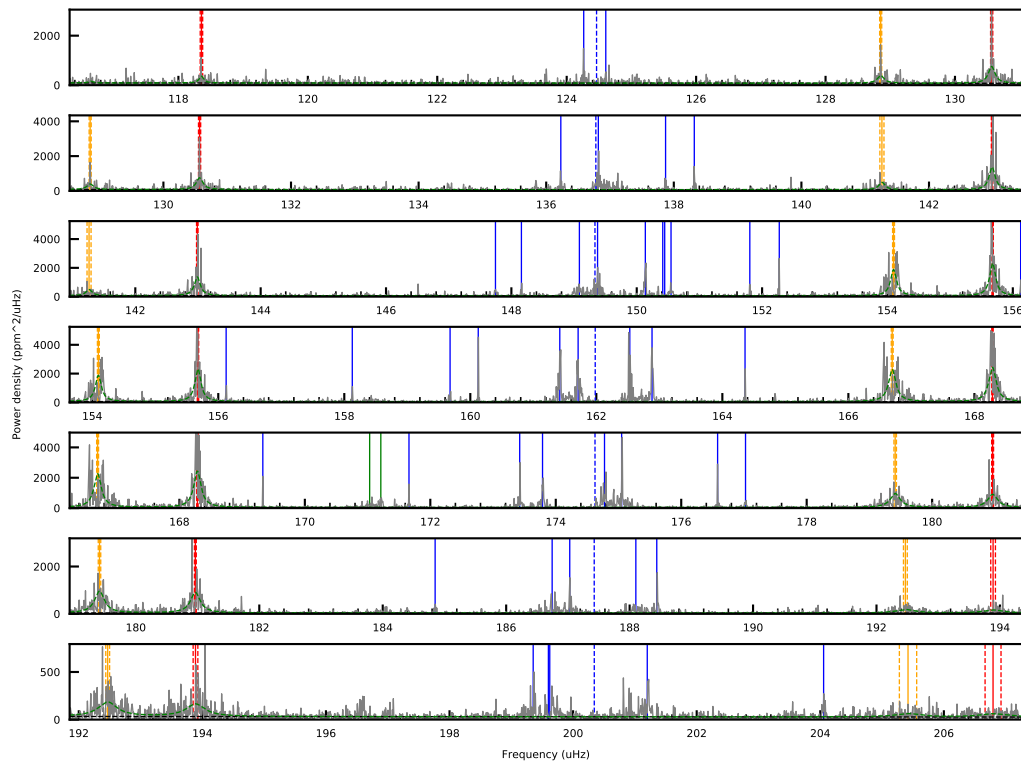 2000
0
118 120 122 124 126 128 130
4000
2000
0
130 132 134 136 138 140 142
4000
2000
0
142 144 146 148 150 152 154 156
Power density (ppm^2/uHz)
4000
2000
0
154 156 158 160 162 164 166 168
4000
2000
0
168 170 172 174 176 178 180
2000
0
180 182 184 186 188 190 192 194
500
0
192 194 196 198 200 202 204 206
Frequency (uHz)